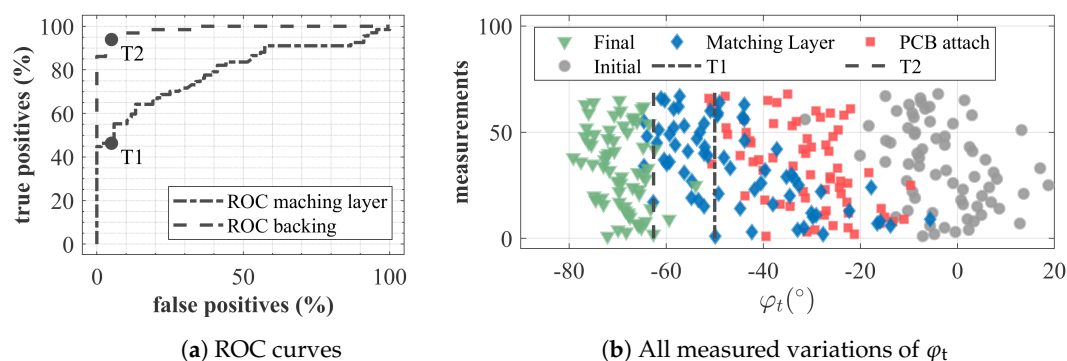 true positives (%)
100
80
60
40
20
0
T2
T1
ROC maching layer
ROC backing
0
50
100
false positives (%)
(a) ROC curves
measurements
100
50
0
Final
Matching Layer
PCB attach
Initial
T1
T2
-80
-60
-40
-20
0
20
φt(°)
(b) All measured variations of φt